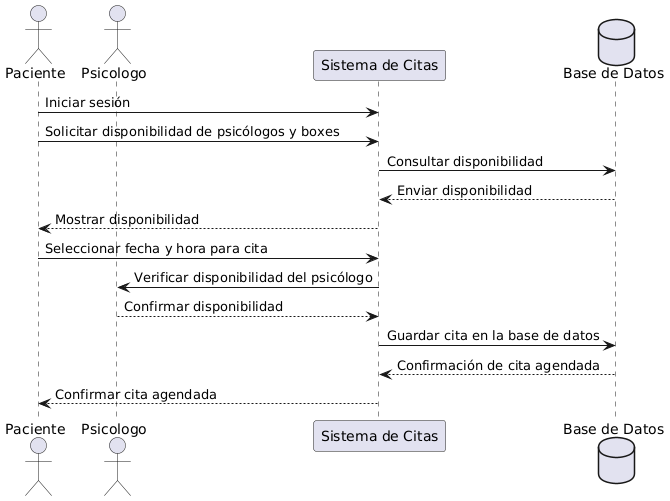 Paciente
Psicologo
Sistema de Citas
Base de Datos
Iniciar sesión
Solicitar disponibilidad de psicólogos y boxes
Consultar disponibilidad
Enviar disponibilidad
Mostrar disponibilidad
Seleccionar fecha y hora para cita
Verificar disponibilidad del psicólogo
Confirmar disponibilidad
Guardar cita en la base de datos
Confirmación de cita agendada
Confirmar cita agendada
Paciente
Psicologo
Sistema de Citas
Base de Datos